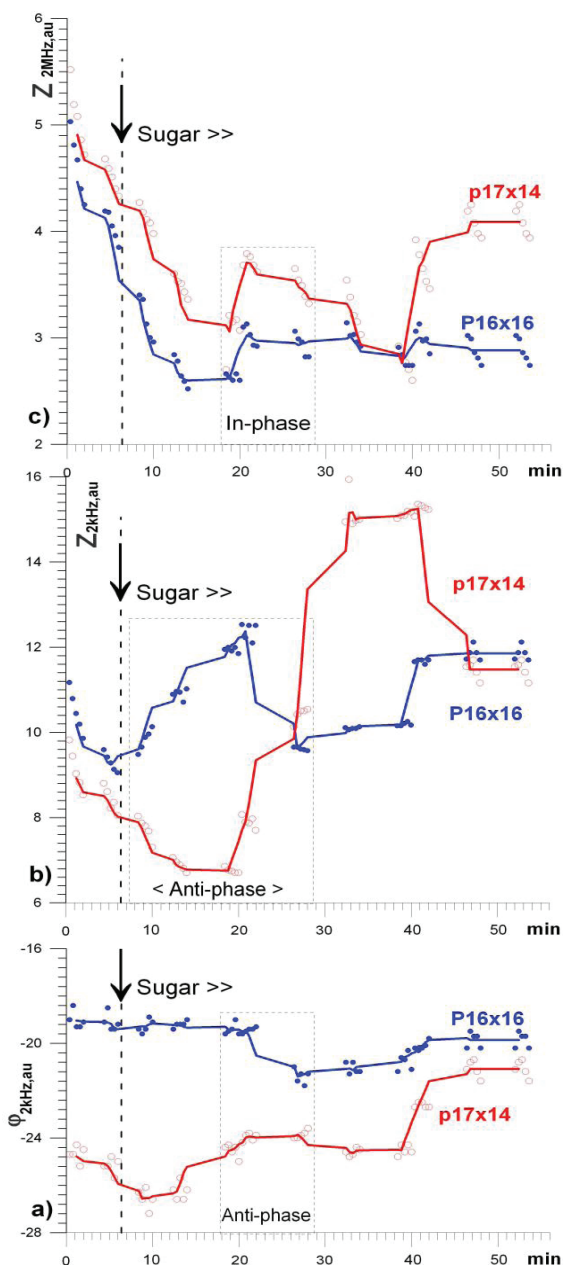 Z 2MHz,au
6
5
4
3
2
Sugar >>
p17x14
P16x16
In-phase
c)
0 10 20 30 40 50 min
Z 2kHz,au
16
14
12
10
8
6
Sugar >>
p17x14
P16x16
< Anti-phase >
b)
0 10 20 30 40 50 min
-16
-20
-24
-28
φ 2kHz,au
Sugar >>
P16x16
p17x14
Anti-phase
a)
0 10 20 30 40 50 min